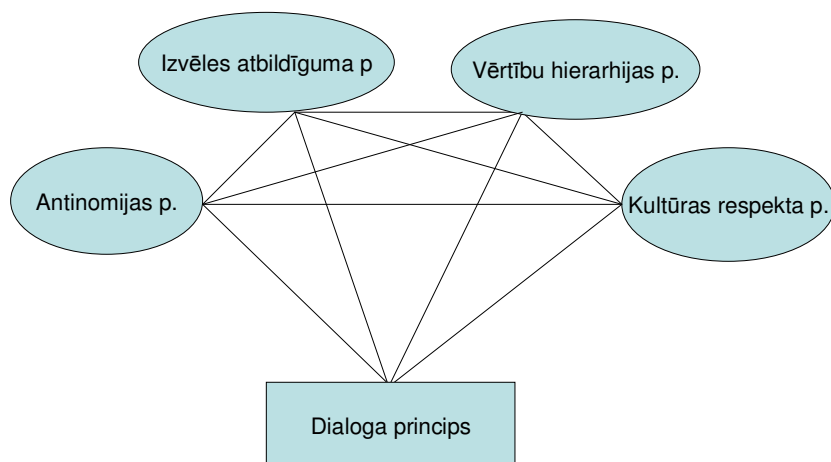 Izvēles atbildīguma p
Vērtību hierarhijas p.
Antinomijas p.
Kultūras respekta p.
Dialoga princips